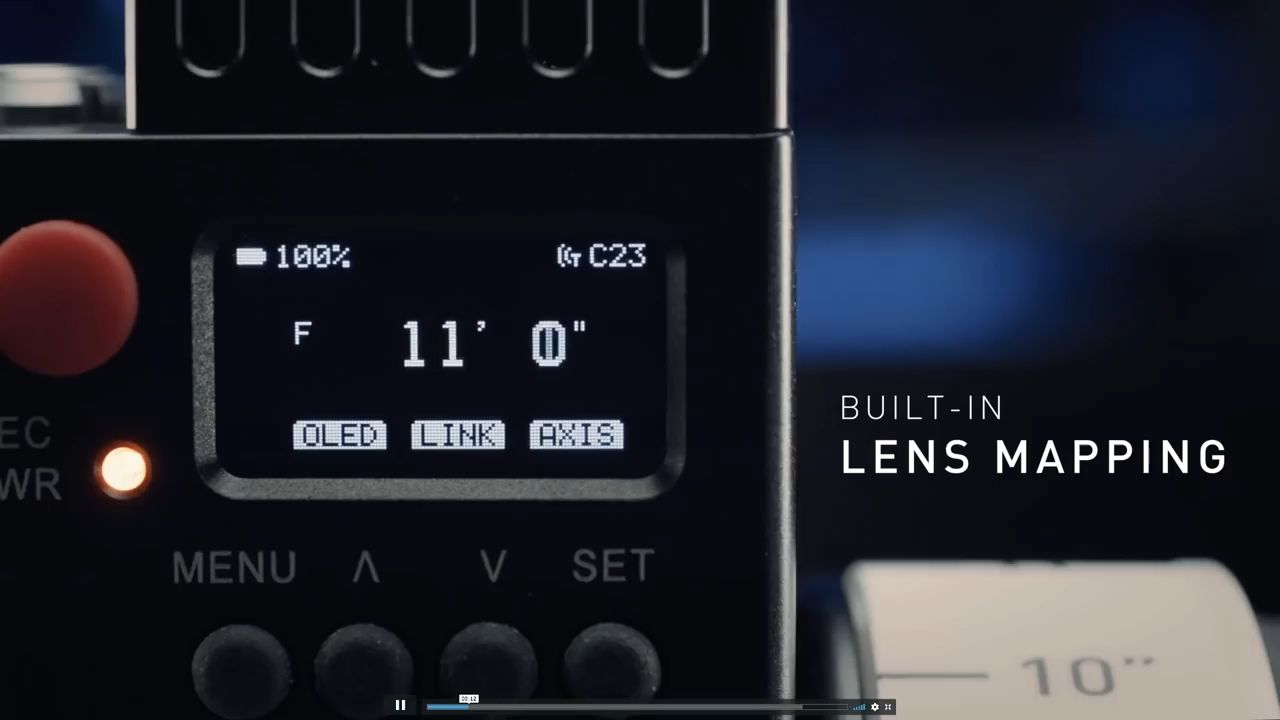 100% C23
F 11' 0"
OLED LINK AXIS
BUILT-IN
LENS MAPPING
EC
WR
MENU Λ V SET
10"
00:12